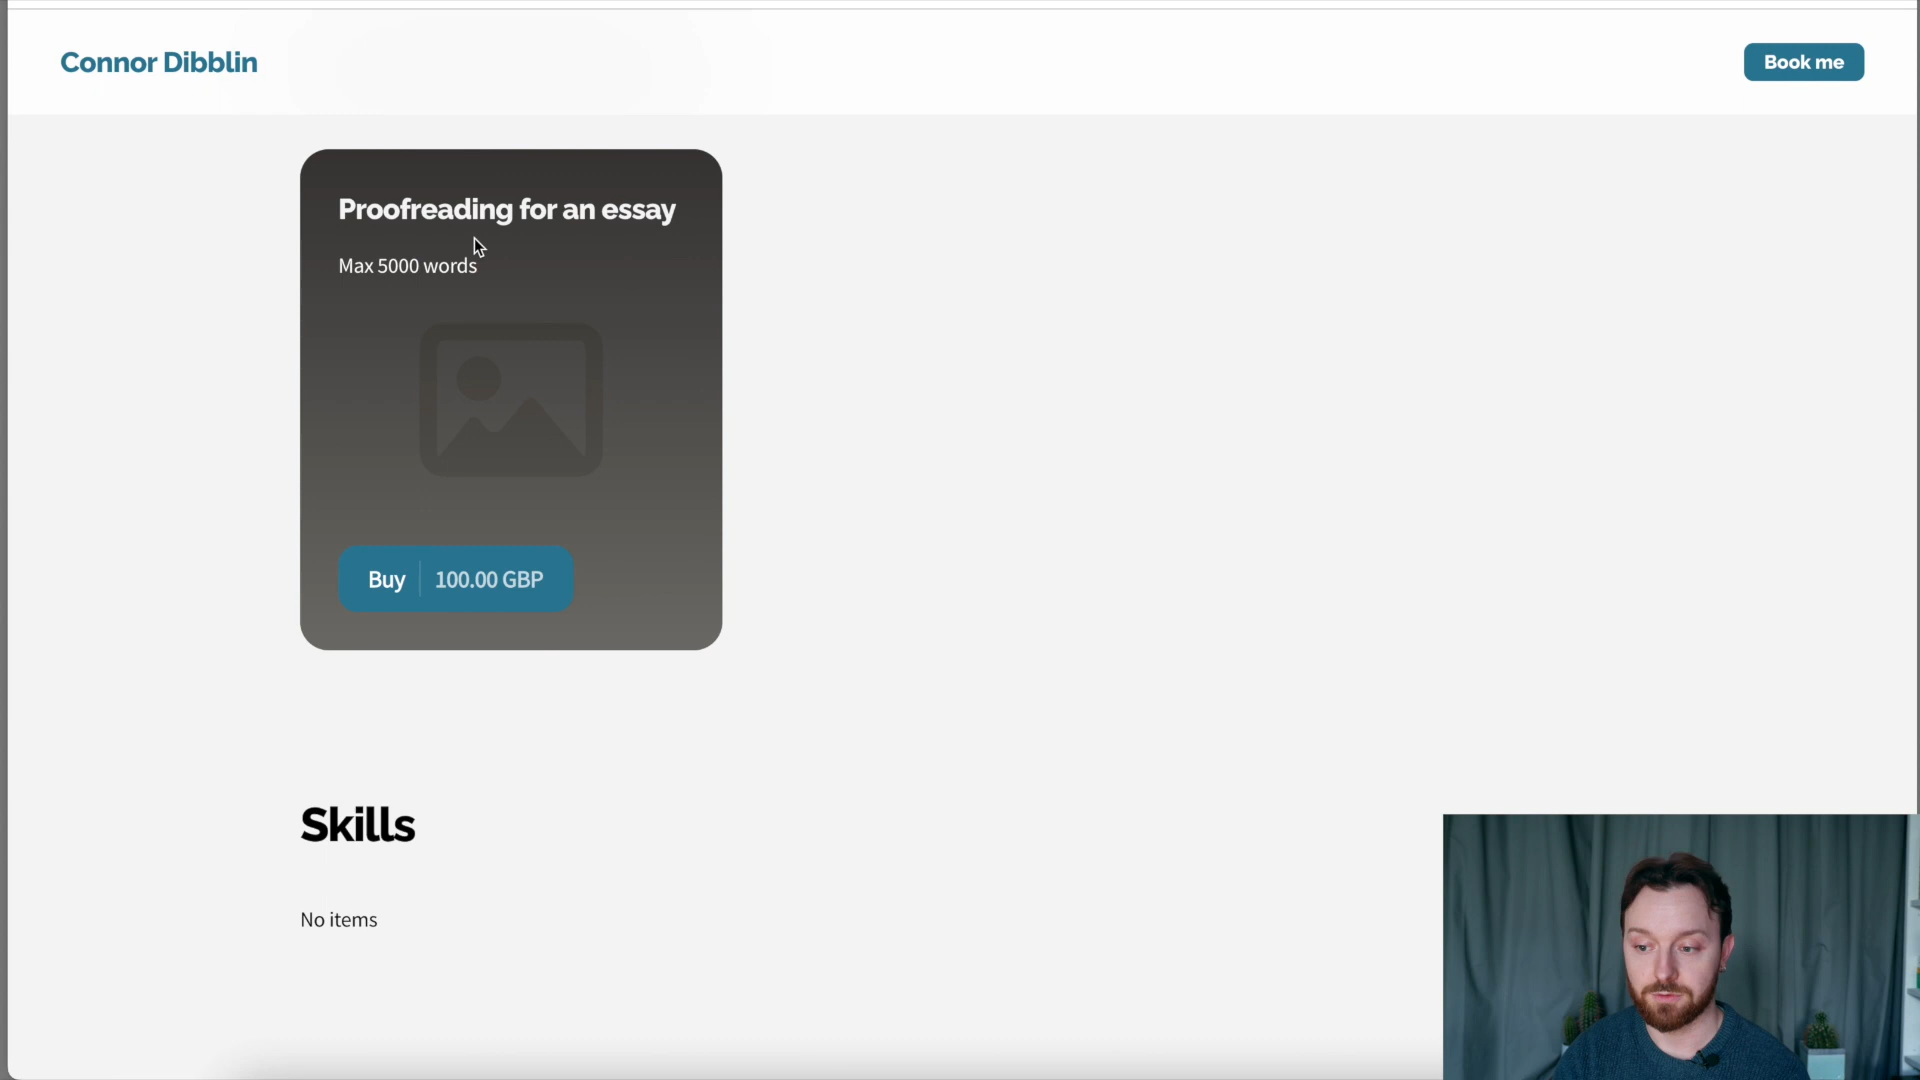 Connor Dibblin
Book me
Proofreading for an essay
Max 5000 words
Buy
100.00 GBP
Skills
No items